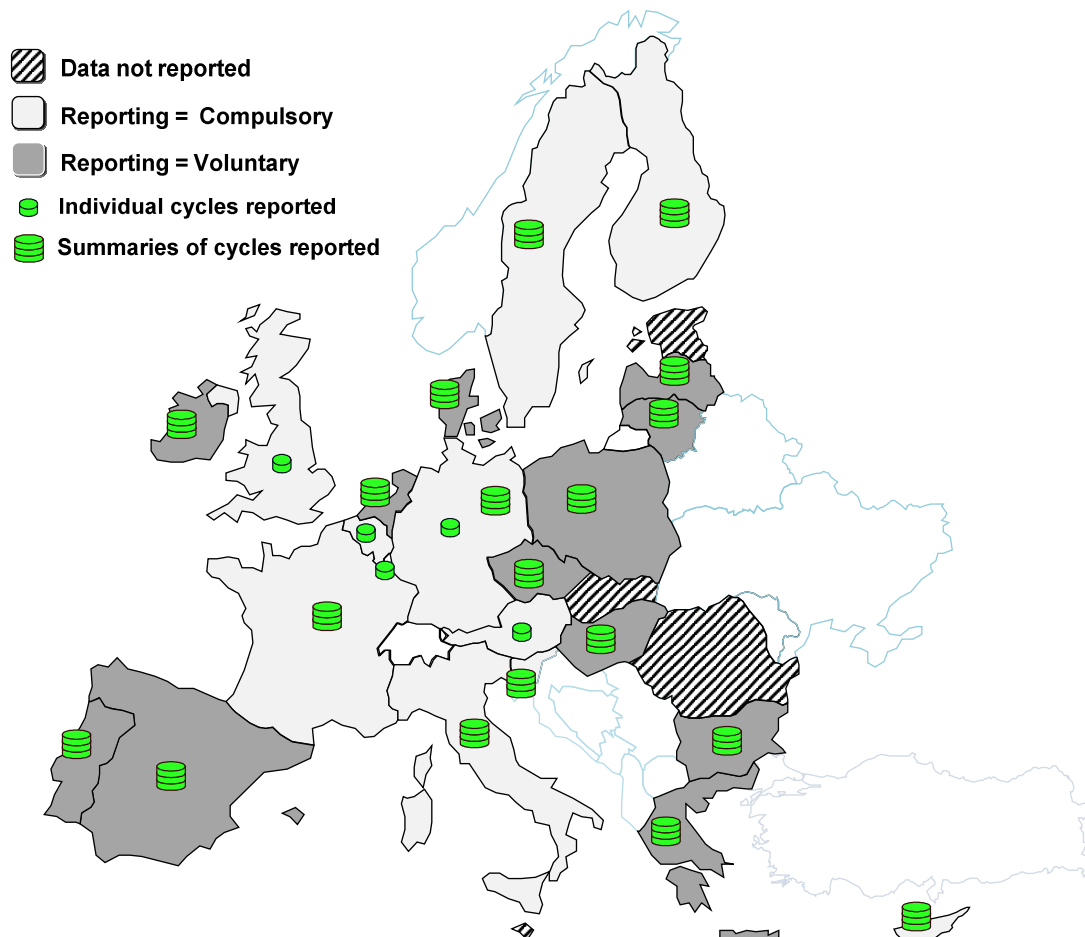 Data not reported
Reporting = Compulsory
Reporting = Voluntary
Individual cycles reported
Summaries of cycles reported